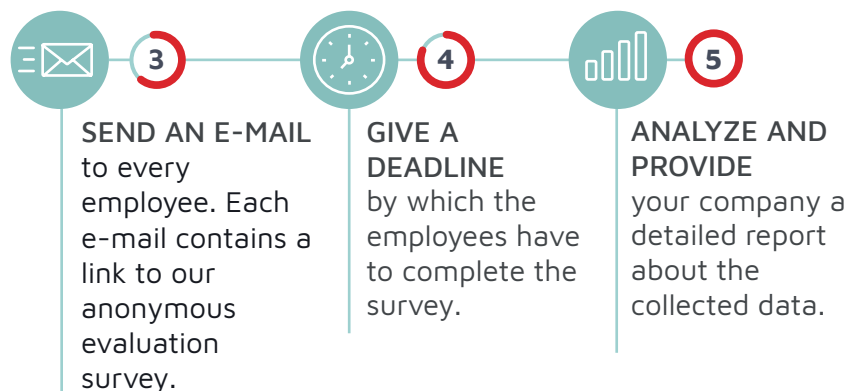 3
SEND AN E-MAIL
to every
employee. Each
e-mail contains a
link to our
anonymous
evaluation
survey.
4
GIVE A
DEADLINE
by which the
employees have
to complete the
survey.
5
ANALYZE AND
PROVIDE
your company a
detailed report
about the
collected data.